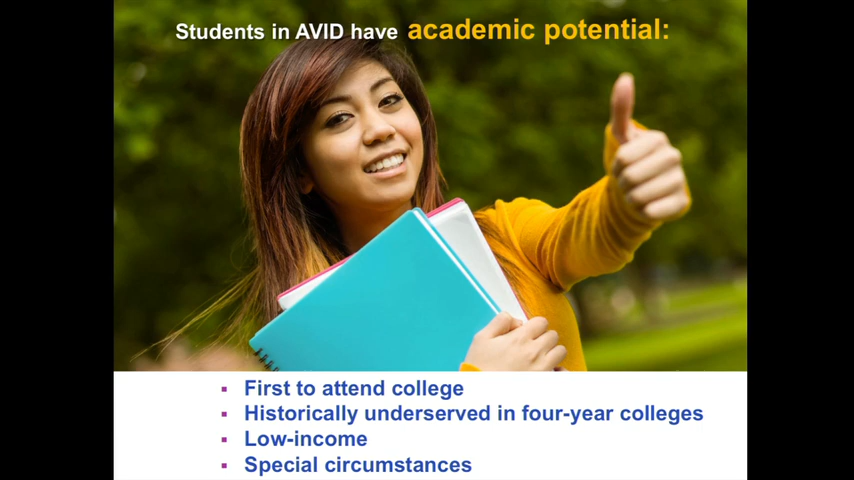 Students in AVID have academic potential:
▪ First to attend college
▪ Historically underserved in four-year colleges
▪ Low-income
▪ Special circumstances